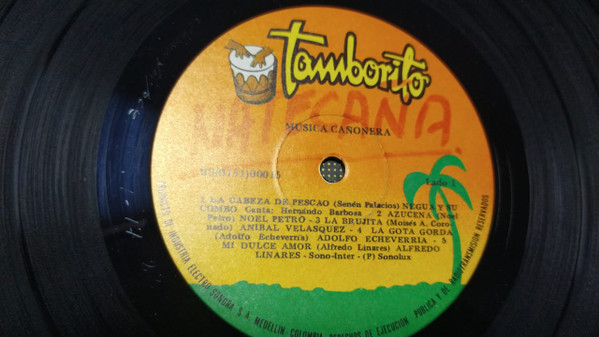 Tamborito
MUSICA CAÑONERA
Lado 1
1 LA CABEZA DE PESCAO (Senén Palacios) NEGUA Y SU
COMBO Canta: Hernándo Barbosa - 2 AZUCENA (Noel
Petro) NOEL PETRO - 3 LA BRUJITA (Moisés A. Coro-
nado) ANIBAL VELASQUEZ - 4 LA GOTA GORDA
(Adolfo Echeverría) ADOLFO ECHEVERRIA - 5
MI DULCE AMOR (Alfredo Linares) ALFREDO
LINARES - Sono-Inter - (P) Sonolux
PRODUCTO DE INDUSTRIA ELECTRO-SONORA S.A. MEDELLIN - COLOMBIA DERECHOS DE EJECUCION PUBLICA Y DE RADIOTRANSMISION RESERVADOS